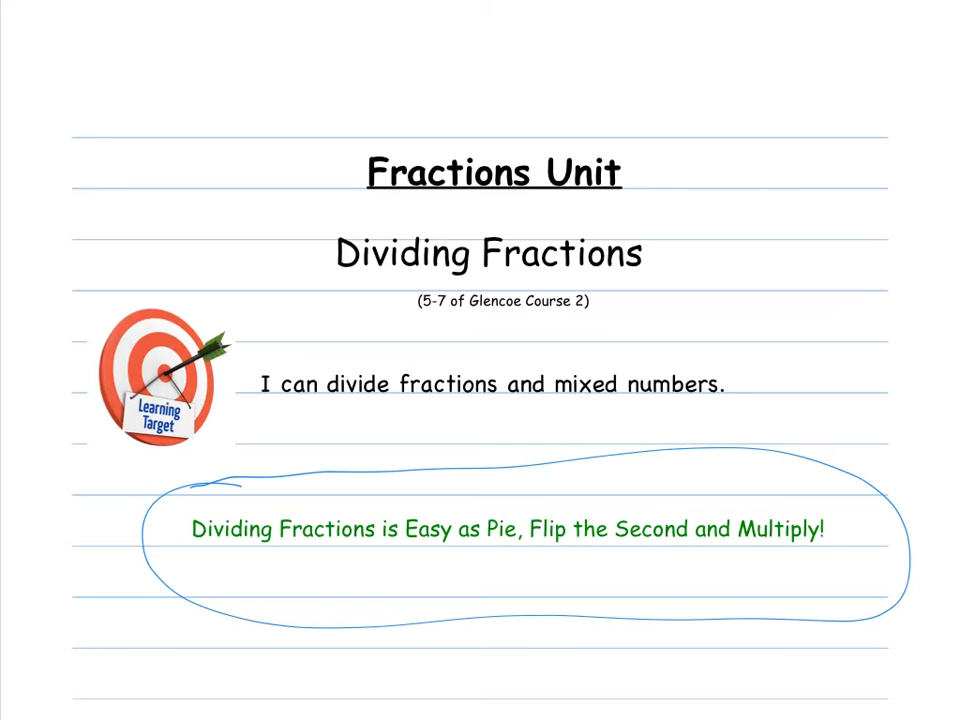 Fractions Unit
Dividing Fractions
(5-7 of Glencoe Course 2)
I can divide fractions and mixed numbers.
Learning
Target
Dividing Fractions is Easy as Pie, Flip the Second and Multiply!